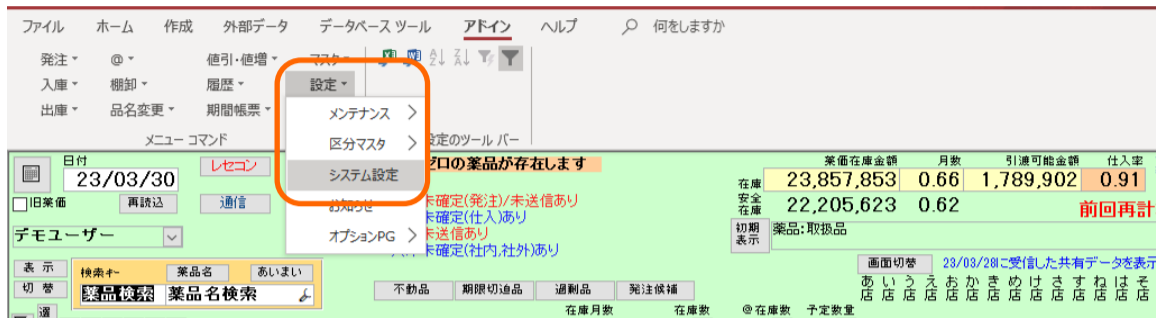 ファイル ホーム 作成 外部データ データベース ツール アドイン ヘルプ 何をしますか
発注 @ 値引・値増 マスタ
入庫 棚卸 履歴 設定
出庫 品名変更 期間帳票
メニュー コマンド 設定のツール バー
メンテナンス
区分マスタ
システム設定
お知らせ
オプションPG
日付
23/03/30
レセコン
旧薬価 再読込 通信
デモユーザー
ゼロの薬品が存在します
未確定(発注)/未送信あり
未確定(仕入)あり
未送信あり
未確定(社内,社外)あり
薬価在庫金額 月数 引渡可能金額 仕入率
在庫 23,857,853 0.66 1,789,902 0.91
安全在庫 22,205,623 0.62 前回再計
初期表示 薬品:取扱品
画面切替 23/03/28に受信した共有データを表示
表示 切替
検索キー 薬品名 あいまい
薬品検索 薬品名検索
不動品 期限切迫品 過剰品 発注候補
あ店 い店 う店 え店 お店 か店 き店 め店 け店 さ店 す店 ね店 は店 そ店
選
在庫月数 在庫数 @在庫数 予定数量